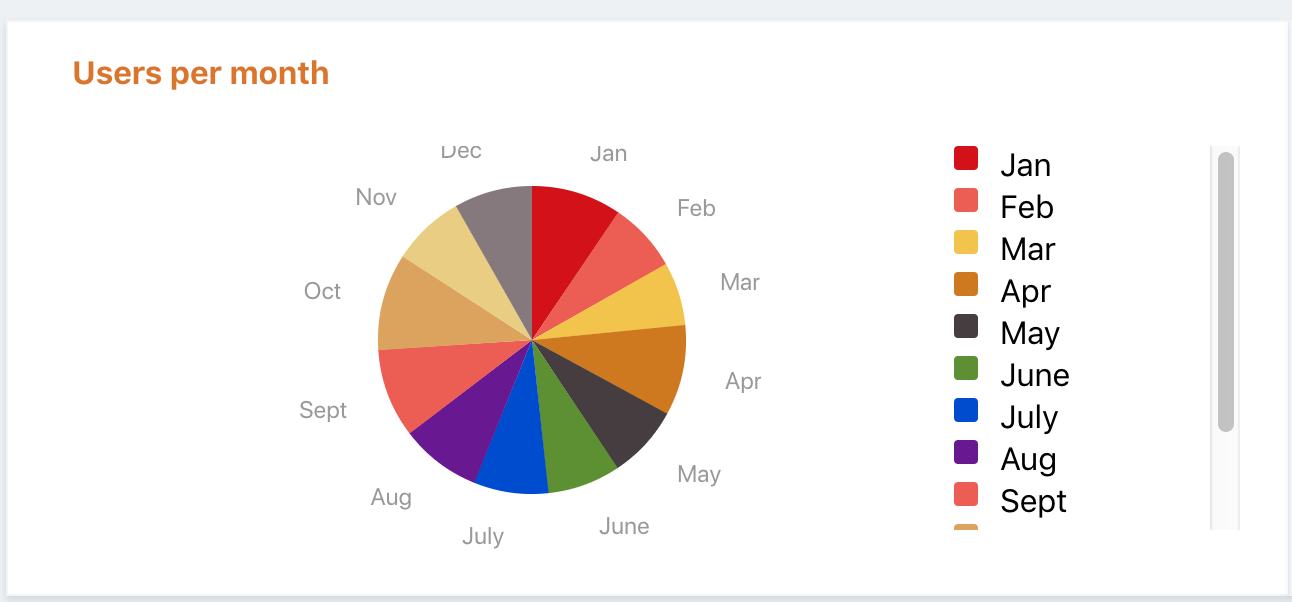 Users per month
Dec
Jan
Nov
Feb
Oct
Mar
Apr
Sept
May
Aug
June
July
Jan
Feb
Mar
Apr
May
June
July
Aug
Sept